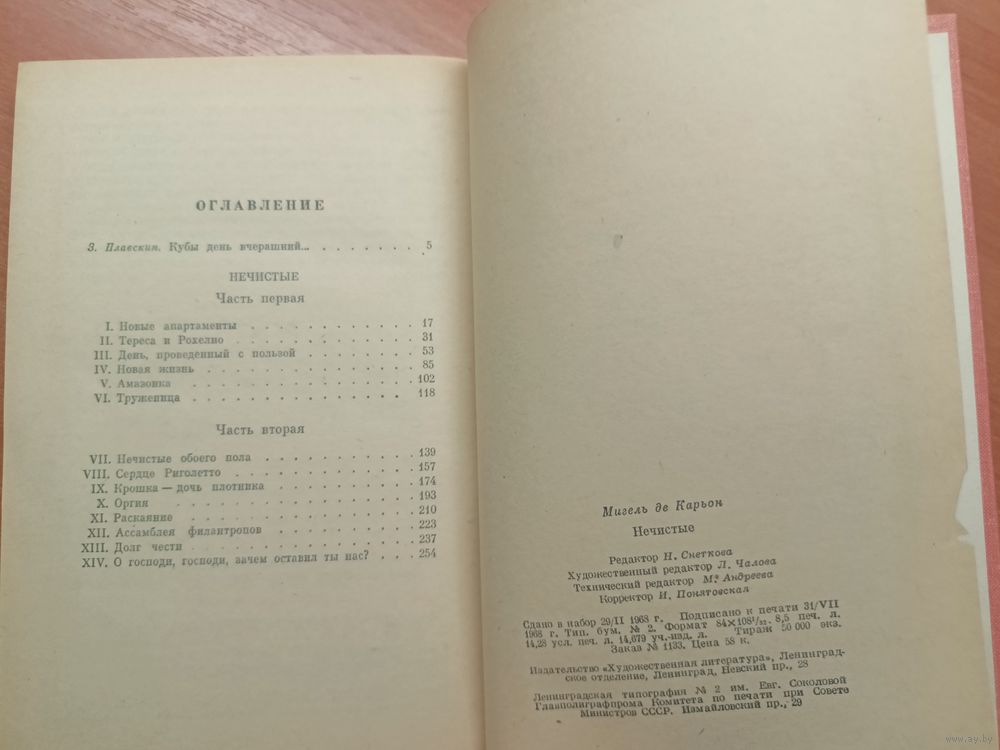 ОГЛАВЛЕНИЕ
З. Плавскин. Кубы день вчерашний... . . . . . . . 5
НЕЧИСТЫЕ
Часть первая
I. Новые апартаменты . . . . . . . . . . . 17
II. Тереса и Рохелио . . . . . . . . . . . 31
III. День, проведенный с пользой . . . . . . . 53
IV. Новая жизнь . . . . . . . . . . . . . 85
V. Амазонка . . . . . . . . . . . . . . 102
VI. Труженица . . . . . . . . . . . . . 118
Часть вторая
VII. Нечистые обоего пола . . . . . . . . . . 139
VIII. Сердце Риголетто . . . . . . . . . . . 157
IX. Крошка — дочь плотника . . . . . . . . . 174
X. Оргия . . . . . . . . . . . . . . . 193
XI. Раскаяние . . . . . . . . . . . . . 210
XII. Ассамблея филантропов . . . . . . . . . 223
XIII. Долг чести . . . . . . . . . . . . . 237
XIV. О господи, господи, зачем оставил ты нас? . . . 254
Мигель де Карьон
Нечистые
Редактор Н. Снеткова
Художественный редактор Л. Чалова
Технический редактор М. Андреева
Корректор И. Понятовская
Сдано в набор 29/II 1968 г. Подписано к печати 31/VII
1968 г. Тип. бум. № 2. Формат 84×108¹/₃₂. 8,5 печ. л.
14,28 усл. печ. л. 14,679 уч.-изд. л. Тираж 50 000 экз.
Заказ № 1133. Цена 58 к.
Издательство «Художественная литература», Ленинград-
ское отделение, Ленинград, Невский пр., 28
Ленинградская типография № 2 им. Евг. Соколовой
Главполиграфпрома Комитета по печати при Совете
Министров СССР. Измайловский пр., 29
www.ay.by